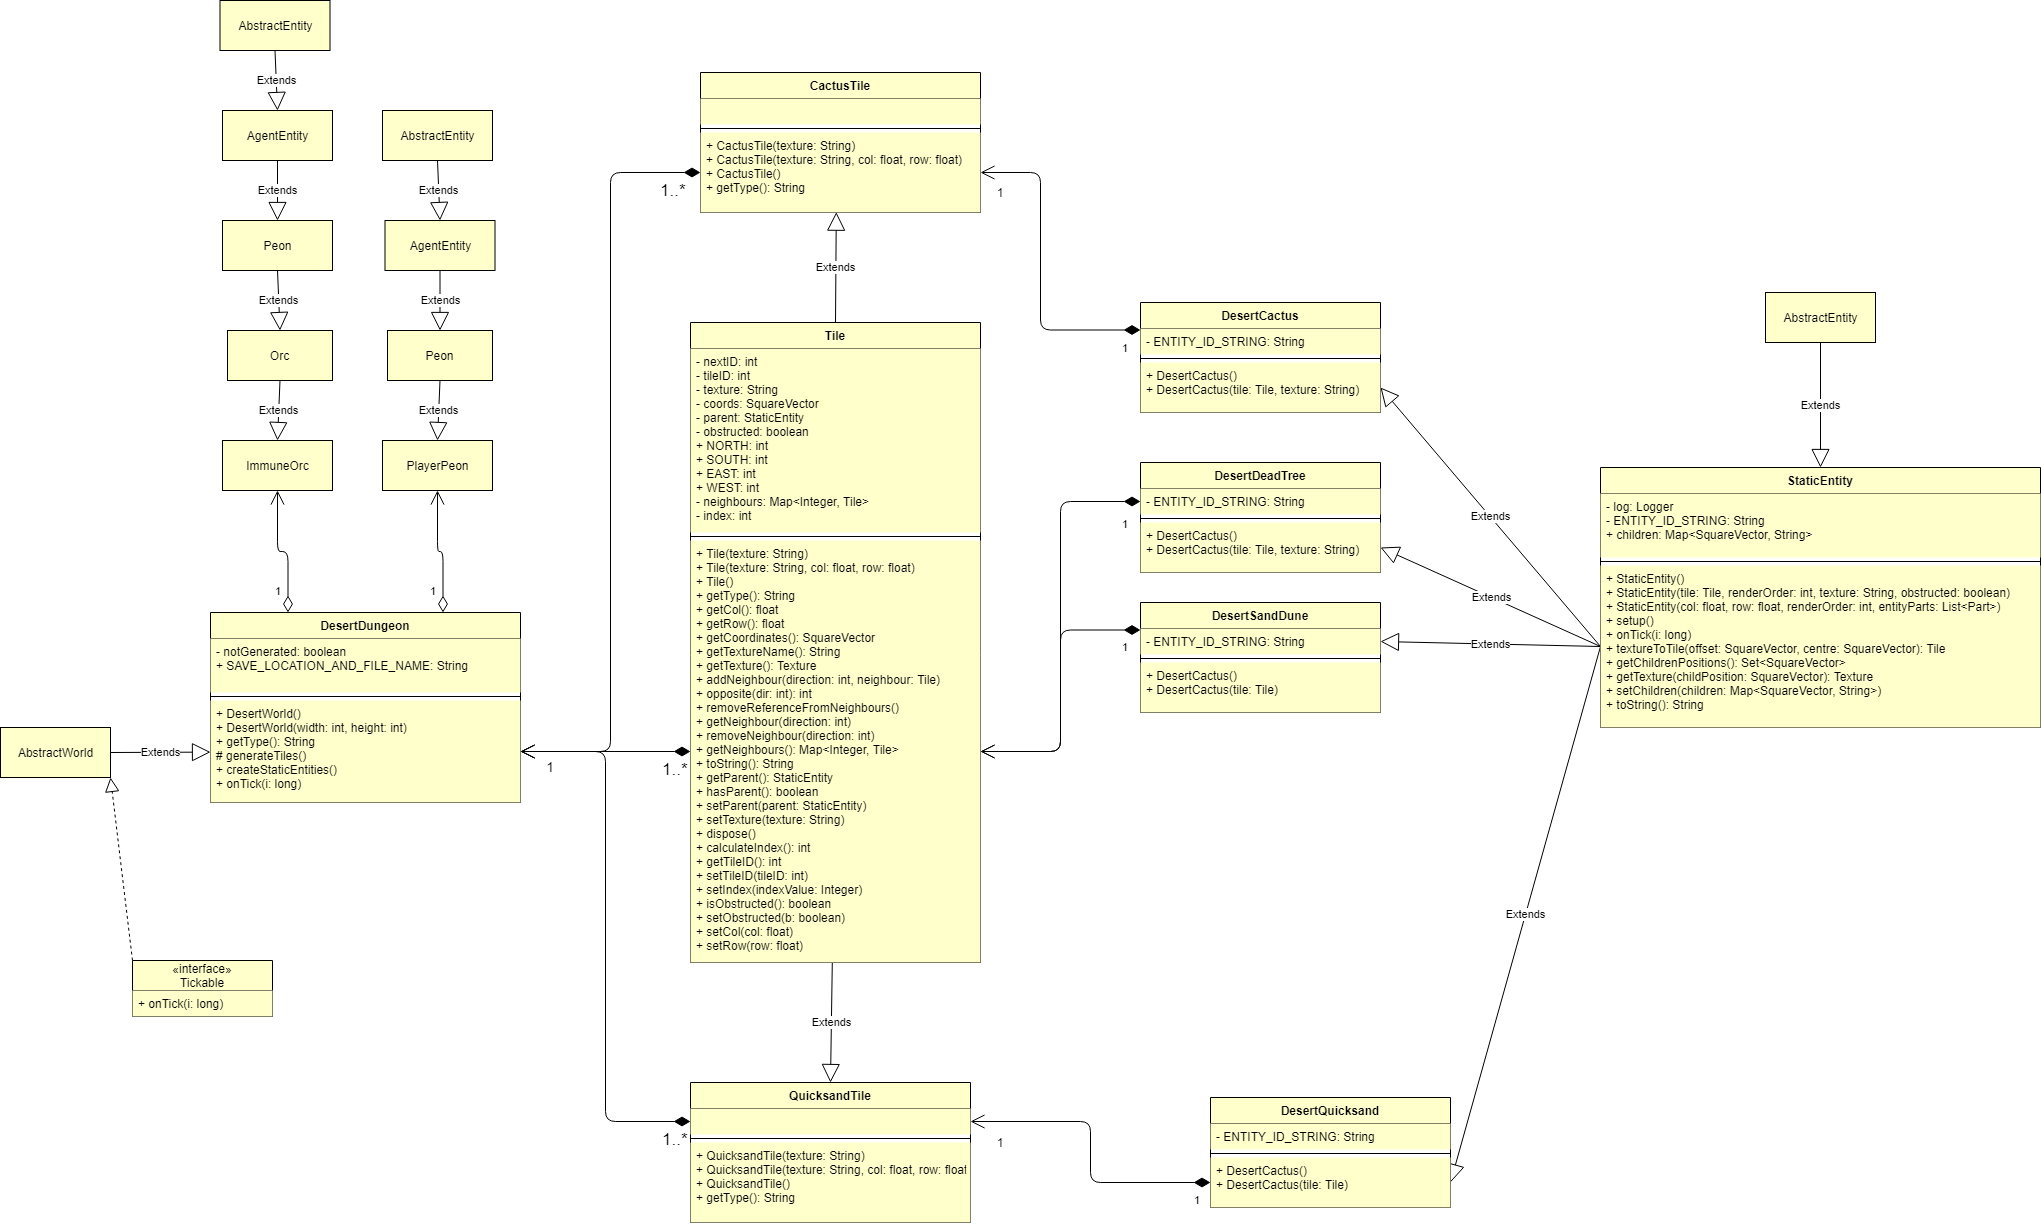 AbstractEntity
Extends
AgentEntity
Extends
Peon
Extends
Orc
Extends
ImmuneOrc
1
AbstractEntity
Extends
AgentEntity
Extends
Peon
Extends
PlayerPeon
1
DesertDungeon
- notGenerated: boolean
+ SAVE_LOCATION_AND_FILE_NAME: String
+ DesertWorld()
+ DesertWorld(width: int, height: int)
+ getType(): String
# generateTiles()
+ createStaticEntities()
+ onTick(i: long)
1
AbstractWorld
Extends
«interface»
Tickable
+ onTick(i: long)
CactusTile
+ CactusTile(texture: String)
+ CactusTile(texture: String, col: float, row: float)
+ CactusTile()
+ getType(): String
1..*
1
Extends
Tile
- nextID: int
- tileID: int
- texture: String
- coords: SquareVector
- parent: StaticEntity
- obstructed: boolean
+ NORTH: int
+ SOUTH: int
+ EAST: int
+ WEST: int
- neighbours: Map<Integer, Tile>
- index: int
+ Tile(texture: String)
+ Tile(texture: String, col: float, row: float)
+ Tile()
+ getType(): String
+ getCol(): float
+ getRow(): float
+ getCoordinates(): SquareVector
+ getTextureName(): String
+ getTexture(): Texture
+ addNeighbour(direction: int, neighbour: Tile)
+ opposite(dir: int): int
+ removeReferenceFromNeighbours()
+ getNeighbour(direction: int)
+ removeNeighbour(direction: int)
+ getNeighbours(): Map<Integer, Tile>
+ toString(): String
+ getParent(): StaticEntity
+ hasParent(): boolean
+ setParent(parent: StaticEntity)
+ setTexture(texture: String)
+ dispose()
+ calculateIndex(): int
+ getTileID(): int
+ setTileID(tileID: int)
+ setIndex(indexValue: Integer)
+ isObstructed(): boolean
+ setObstructed(b: boolean)
+ setCol(col: float)
+ setRow(row: float)
1..*
Extends
QuicksandTile
+ QuicksandTile(texture: String)
+ QuicksandTile(texture: String, col: float, row: float
+ QuicksandTile()
+ getType(): String
1..*
1
DesertCactus
- ENTITY_ID_STRING: String
+ DesertCactus()
+ DesertCactus(tile: Tile, texture: String)
1
DesertDeadTree
- ENTITY_ID_STRING: String
+ DesertCactus()
+ DesertCactus(tile: Tile, texture: String)
1
DesertSandDune
- ENTITY_ID_STRING: String
+ DesertCactus()
+ DesertCactus(tile: Tile)
1
DesertQuicksand
- ENTITY_ID_STRING: String
+ DesertCactus()
+ DesertCactus(tile: Tile)
1
Extends
Extends
Extends
Extends
AbstractEntity
Extends
StaticEntity
- log: Logger
- ENTITY_ID_STRING: String
+ children: Map<SquareVector, String>
+ StaticEntity()
+ StaticEntity(tile: Tile, renderOrder: int, texture: String, obstructed: boolean)
+ StaticEntity(col: float, row: float, renderOrder: int, entityParts: List<Part>)
+ setup()
+ onTick(i: long)
+ textureToTile(offset: SquareVector, centre: SquareVector): Tile
+ getChildrenPositions(): Set<SquareVector>
+ getTexture(childPosition: SquareVector): Texture
+ setChildren(children: Map<SquareVector, String>)
+ toString(): String